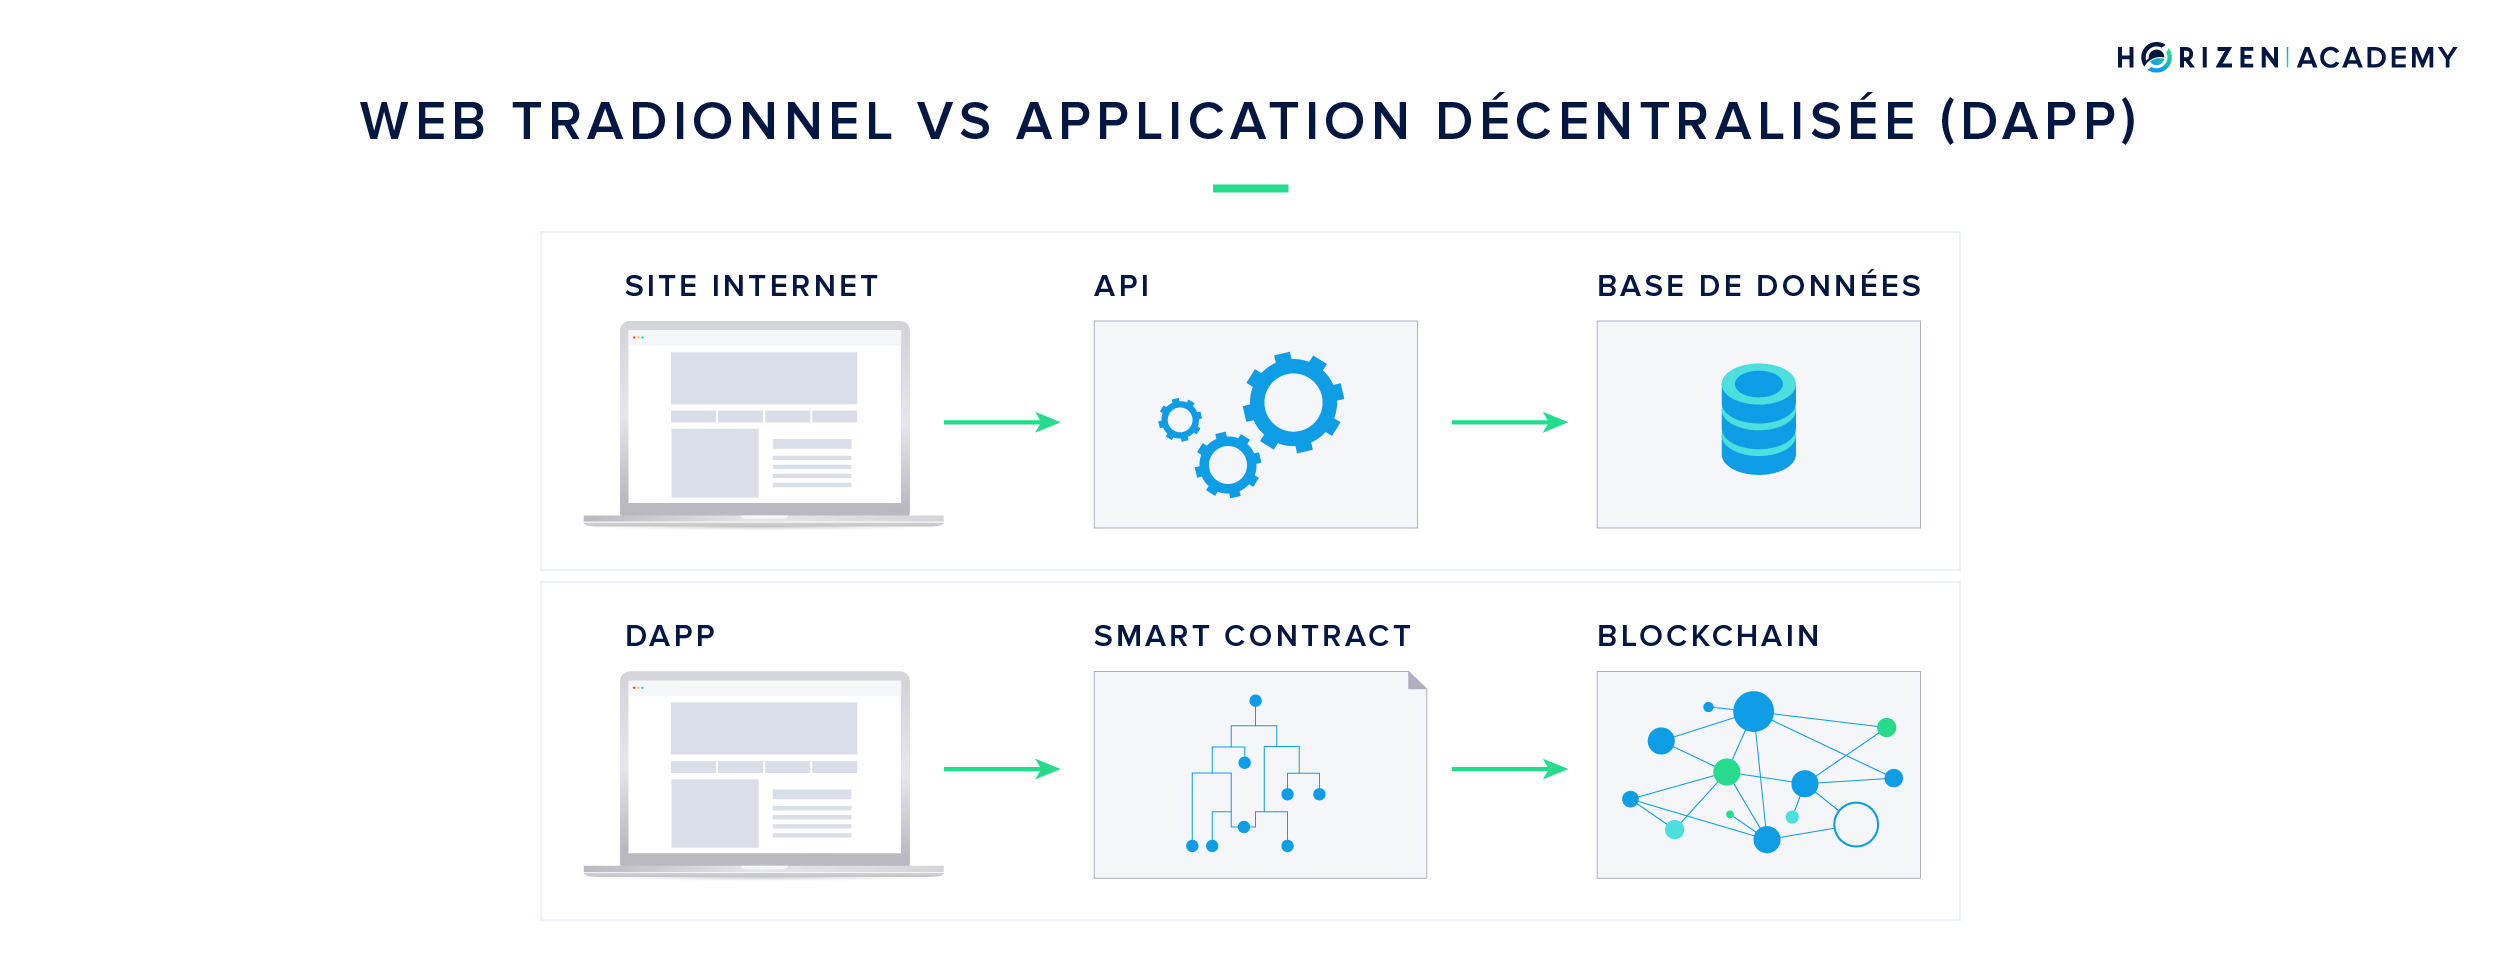 HORIZEN | ACADEMY
WEB TRADIONNEL VS APPLICATION DÉCENTRALISÉE (DAPP)
SITE INTERNET
API
BASE DE DONNÉES
DAPP
SMART CONTRACT
BLOCKCHAIN